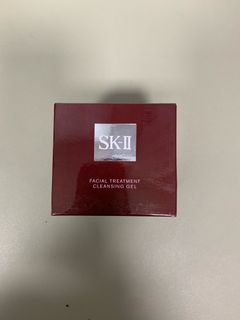 SK-II
FACIAL TREATMENT
CLEANSING GEL